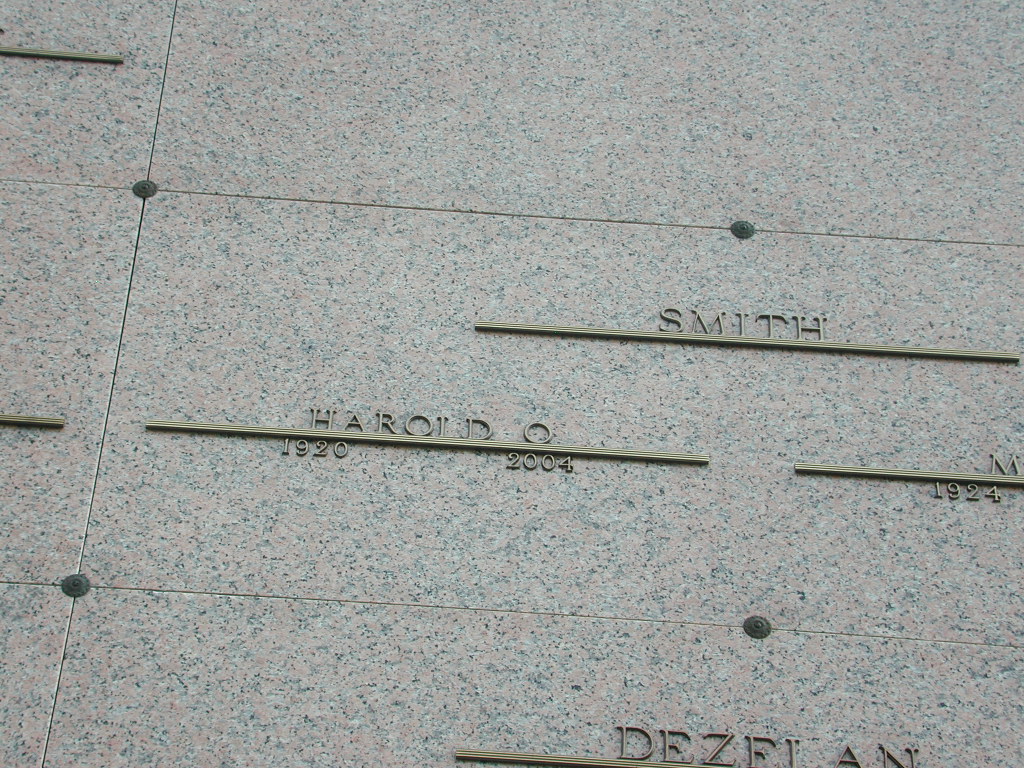 SMITH
HAROLD O
1920 2004
M
1924
DEZELAN